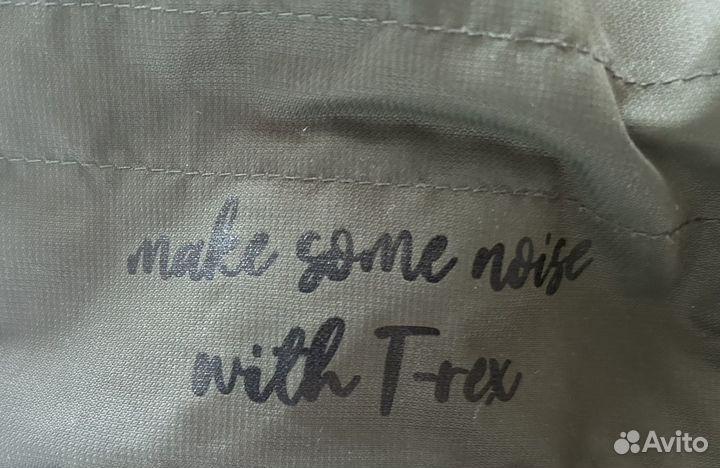 make some noise
with T-rex
Avito